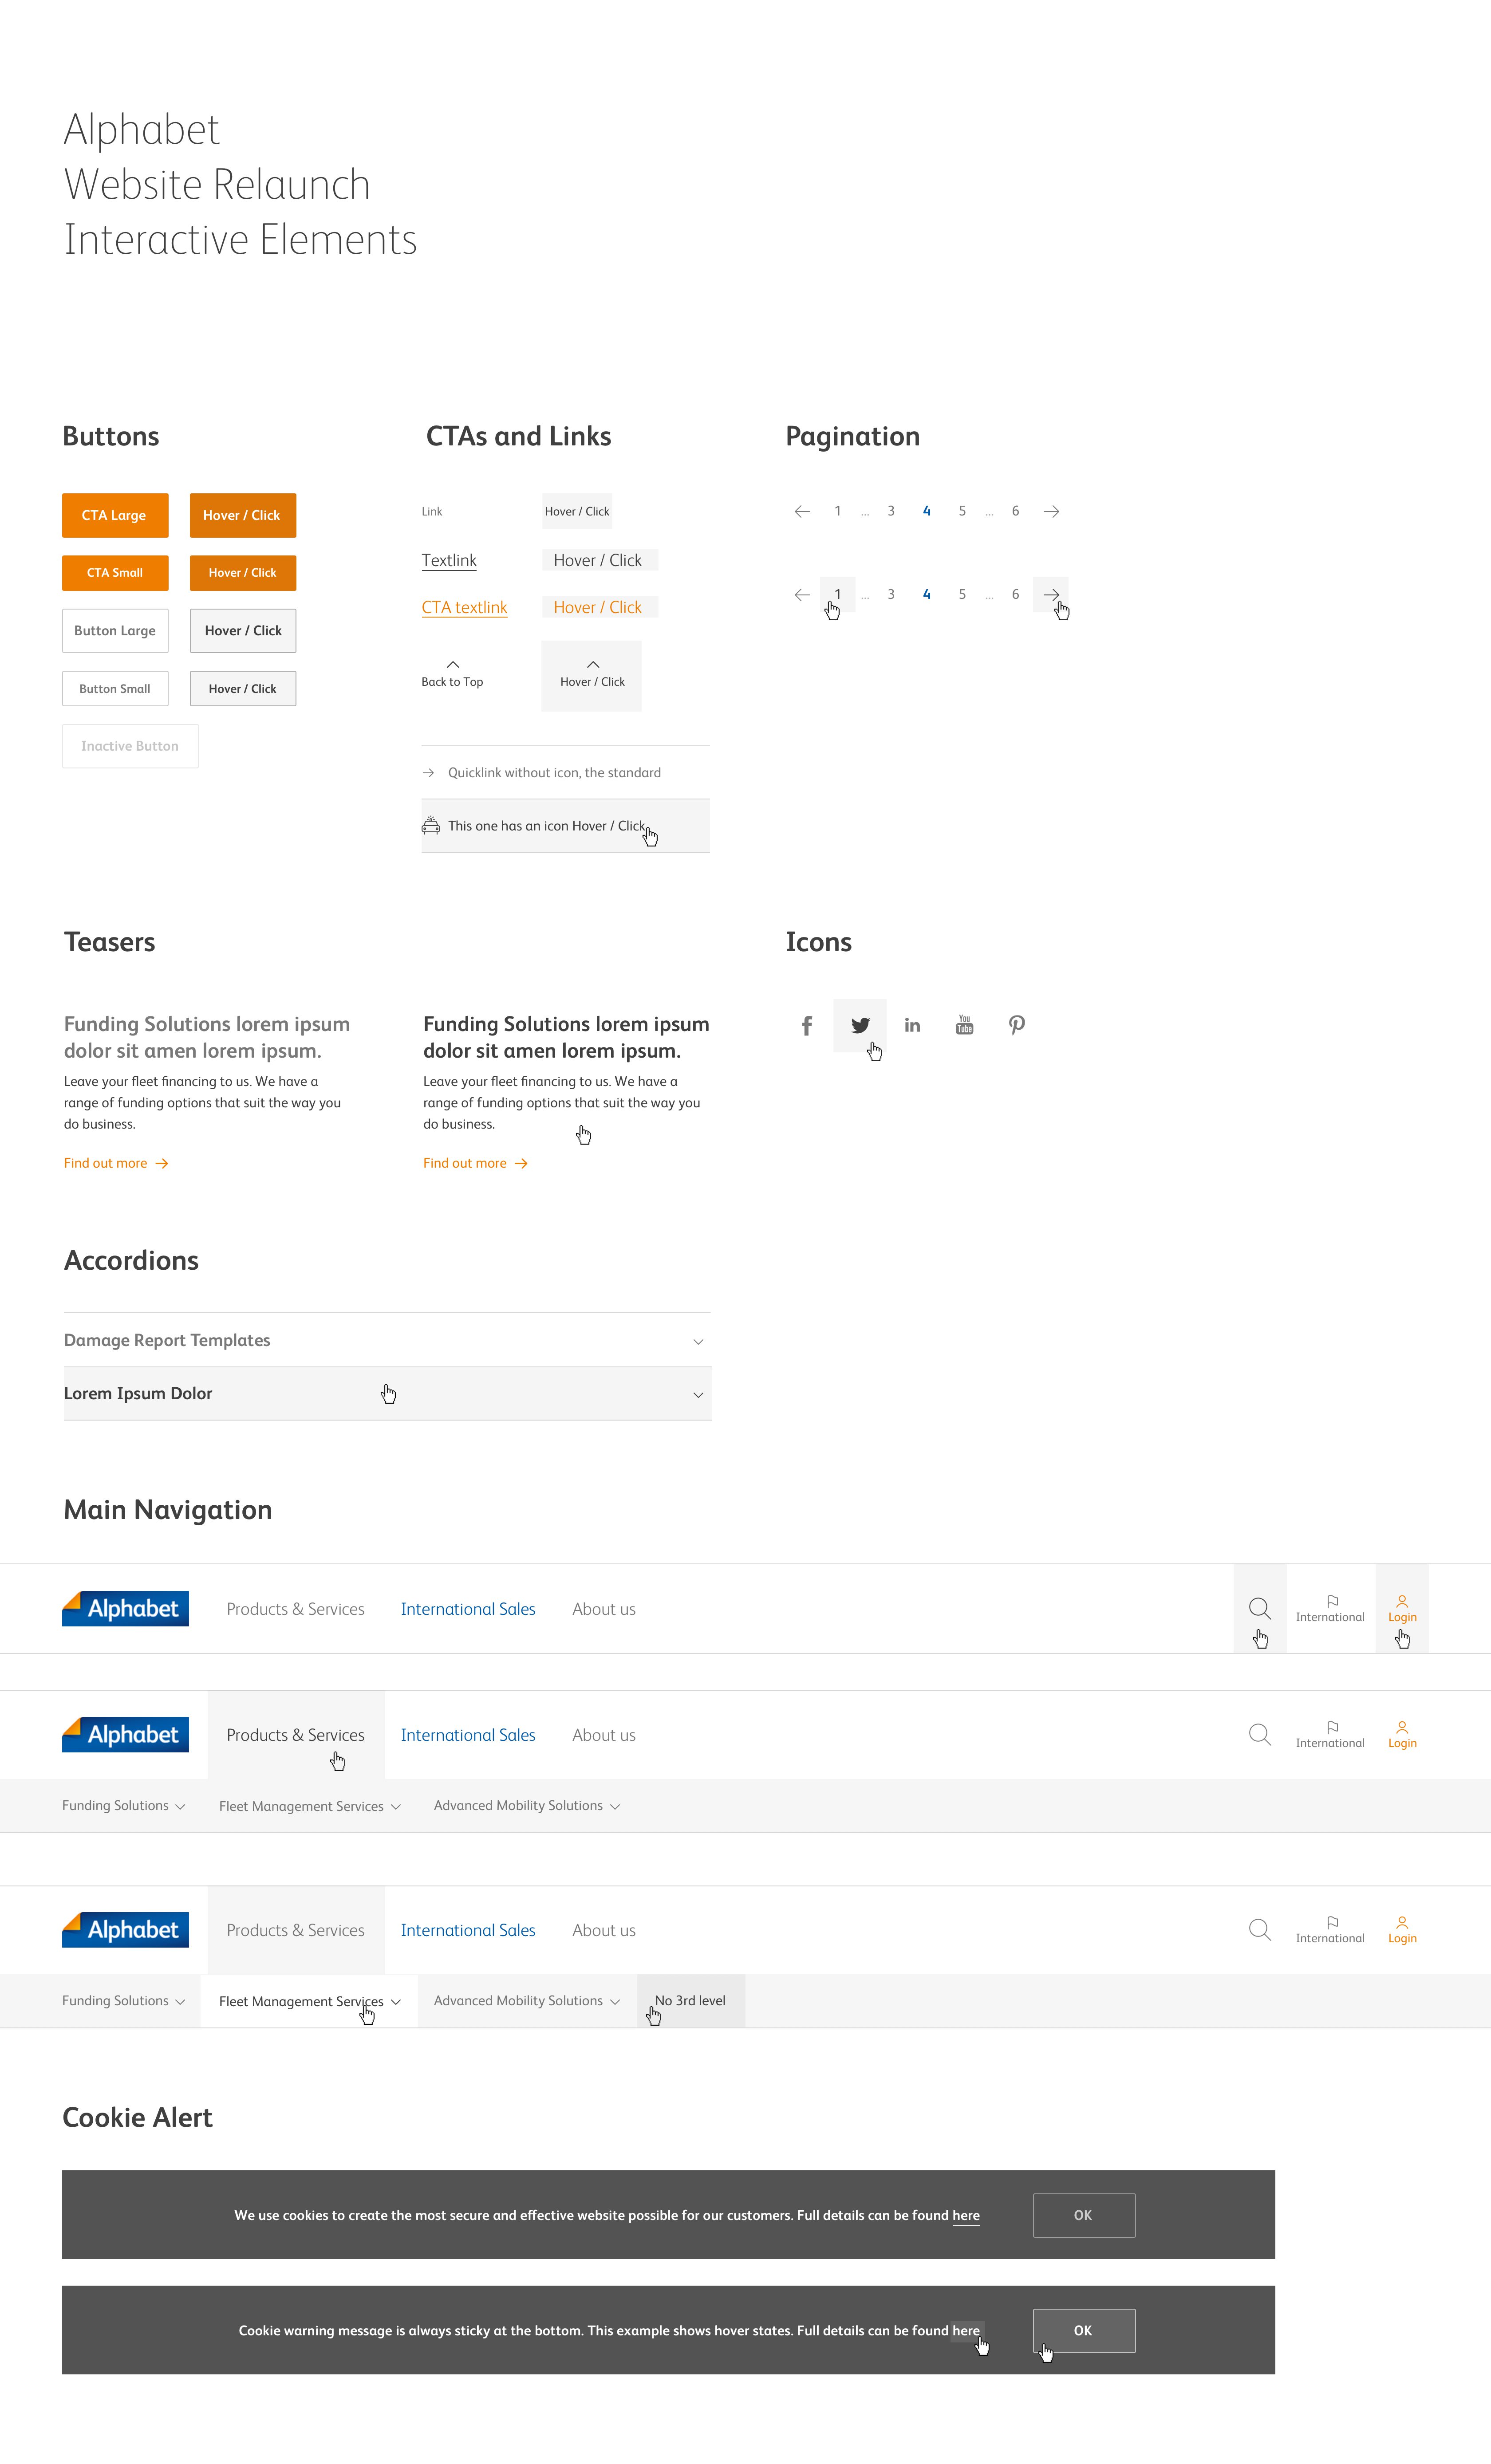 Alphabet
Website Relaunch
Interactive Elements
Buttons
CTA Large
Hover / Click
CTA Small
Hover / Click
Button Large
Hover / Click
Button Small
Hover / Click
Inactive Button
CTAs and Links
Link
Hover / Click
Textlink
Hover / Click
CTA textlink
Hover / Click
Back to Top
Hover / Click
Quicklink without icon, the standard
This one has an icon Hover / Click
Pagination
1 ... 3 4 5 ... 6
1 ... 3 4 5 ... 6
Teasers
Funding Solutions lorem ipsum
dolor sit amen lorem ipsum.
Leave your fleet financing to us. We have a
range of funding options that suit the way you
do business.
Find out more
Funding Solutions lorem ipsum
dolor sit amen lorem ipsum.
Leave your fleet financing to us. We have a
range of funding options that suit the way you
do business.
Find out more
Icons
f
in
You
Tube
Accordions
Damage Report Templates
Lorem Ipsum Dolor
Main Navigation
Alphabet
Products & Services
International Sales
About us
International
Login
Alphabet
Products & Services
International Sales
About us
International
Login
Funding Solutions
Fleet Management Services
Advanced Mobility Solutions
Alphabet
Products & Services
International Sales
About us
International
Login
Funding Solutions
Fleet Management Services
Advanced Mobility Solutions
No 3rd level
Cookie Alert
We use cookies to create the most secure and effective website possible for our customers. Full details can be found here
OK
Cookie warning message is always sticky at the bottom. This example shows hover states. Full details can be found here
OK